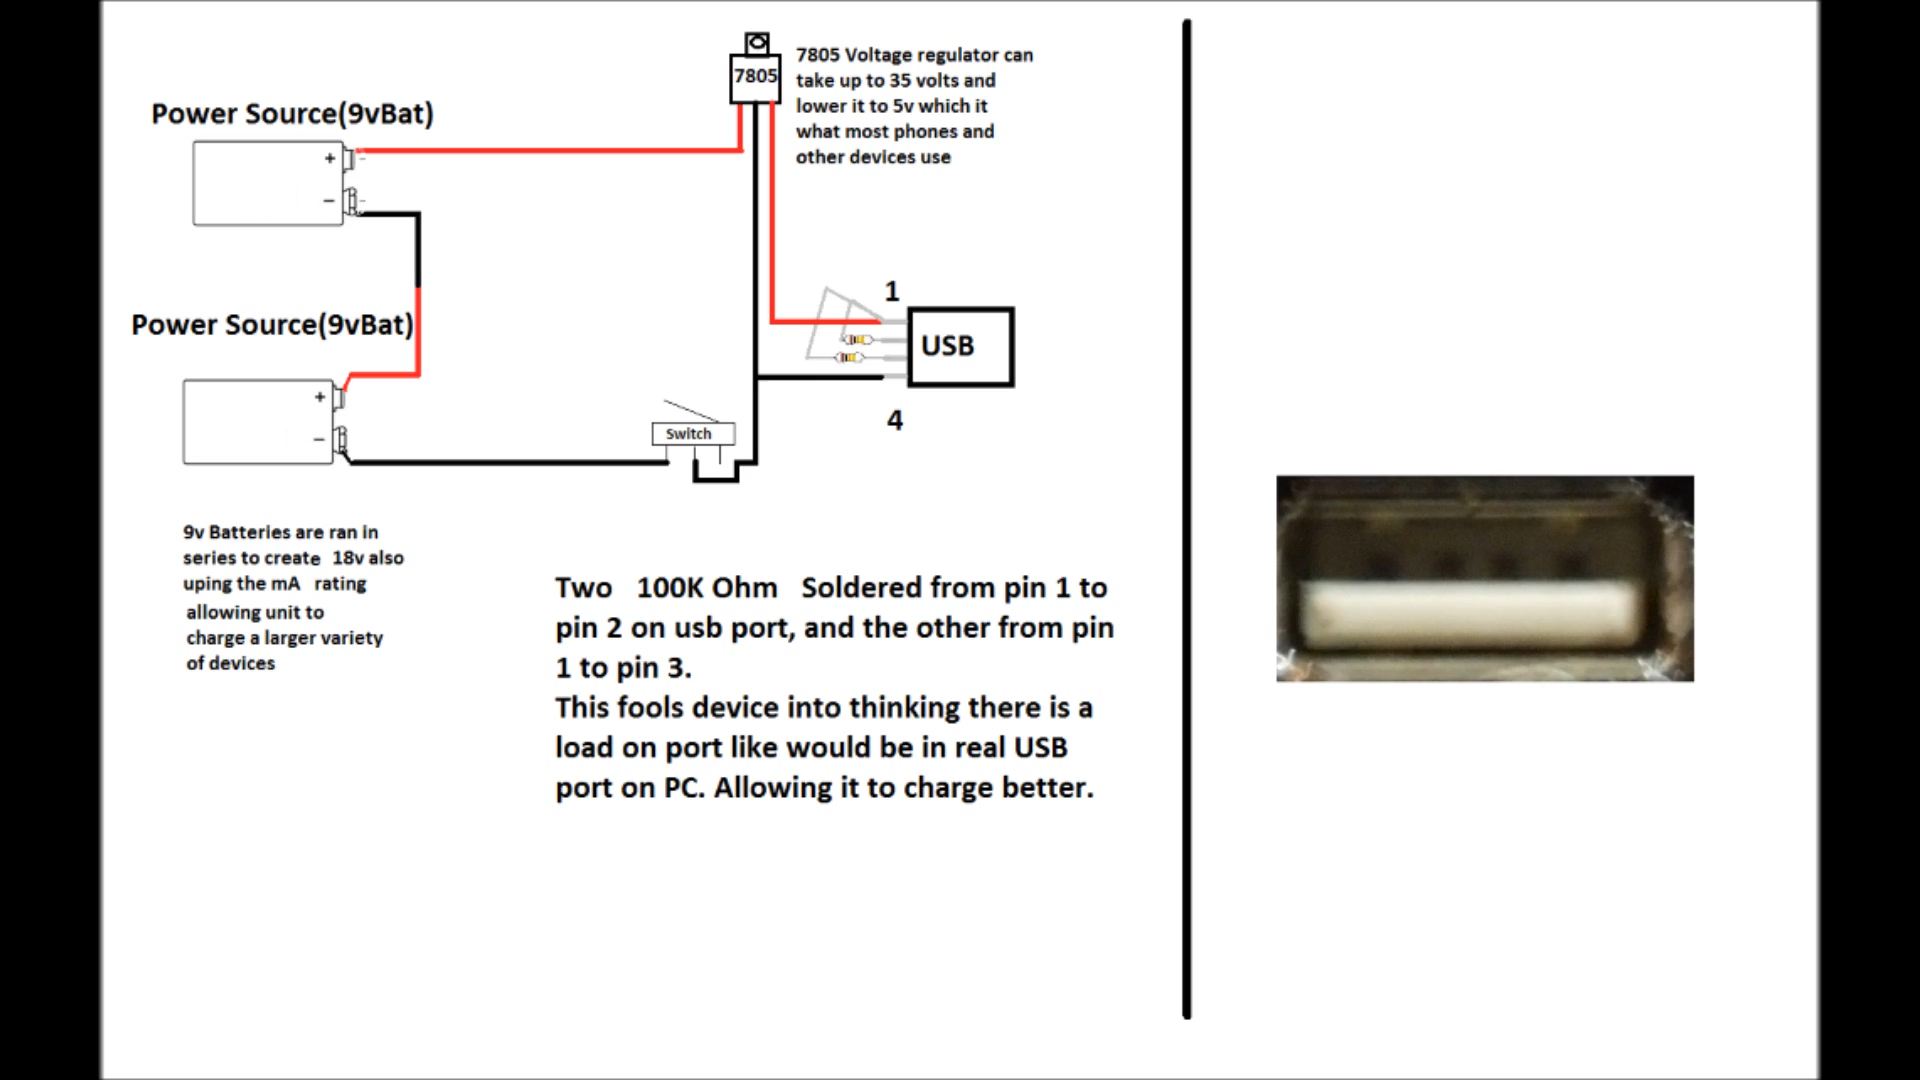 Power Source(9vBat)
+
−
7805
7805 Voltage regulator can
take up to 35 volts and
lower it to 5v which it
what most phones and
other devices use
Power Source(9vBat)
+
−
1
USB
4
Switch
9v Batteries are ran in
series to create 18v also
uping the mA rating
allowing unit to
charge a larger variety
of devices
Two 100K Ohm Soldered from pin 1 to
pin 2 on usb port, and the other from pin
1 to pin 3.
This fools device into thinking there is a
load on port like would be in real USB
port on PC. Allowing it to charge better.